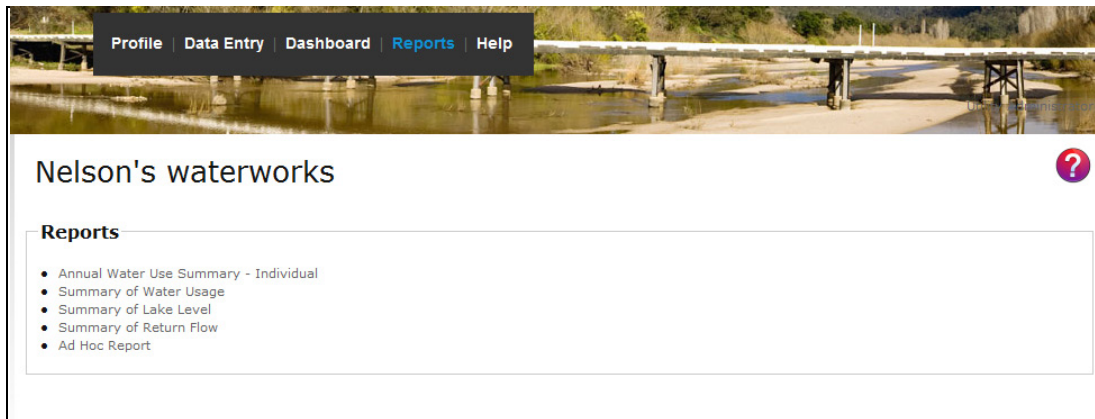 Profile | Data Entry | Dashboard | Reports | Help
Nelson's waterworks
?
Reports
• Annual Water Use Summary - Individual
• Summary of Water Usage
• Summary of Lake Level
• Summary of Return Flow
• Ad Hoc Report